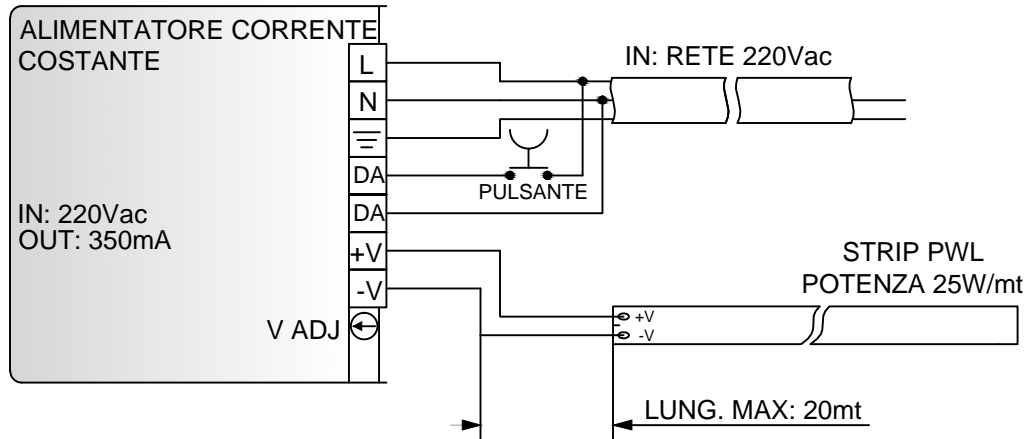 ALIMENTATORE CORRENTE
COSTANTE
L
N
DA
DA
+V
-V
IN: 220Vac
OUT: 350mA
V ADJ
IN: RETE 220Vac
PULSANTE
STRIP PWL
POTENZA 25W/mt
+V
-V
LUNG. MAX: 20mt